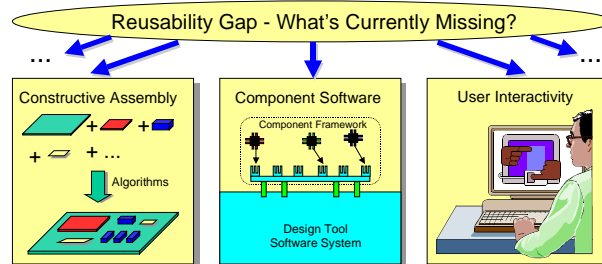 Reusability Gap - What's Currently Missing?
... ...
Constructive Assembly
+ +
+ + ...
Algorithms
Component Software
Component Framework
Design Tool
Software System
User Interactivity